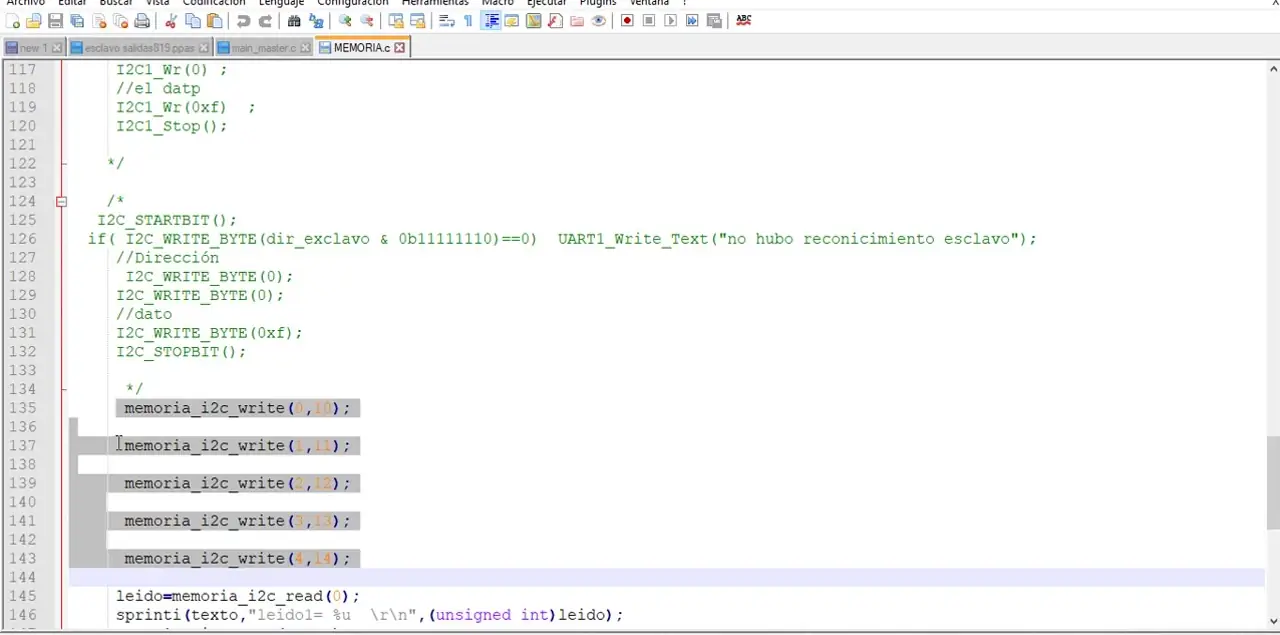 Archivo Editar Buscar Vista Codificación Lenguaje Configuración Herramientas Macro Ejecutar Plugins Ventana ?
ABC
new 1 esclavo salidas819.ppas main_master.c MEMORIA.c
117 I2C1_Wr(0) ;
118 //el datp
119 I2C1_Wr(0xf)  ;
120 I2C1_Stop();
121
122 */
123
124 /*
125 I2C_STARTBIT();
126 if( I2C_WRITE_BYTE(dir_exclavo & 0b11111110)==0)  UART1_Write_Text("no hubo reconicimiento esclavo");
127 //Dirección
128 I2C_WRITE_BYTE(0);
129 I2C_WRITE_BYTE(0);
130 //dato
131 I2C_WRITE_BYTE(0xf);
132 I2C_STOPBIT();
133
134 */
135 memoria_i2c_write(0,10);
136
137 memoria_i2c_write(1,11);
138
139 memoria_i2c_write(2,12);
140
141 memoria_i2c_write(3,13);
142
143 memoria_i2c_write(4,14);
144
145 leido=memoria_i2c_read(0);
146 sprinti(texto,"leido1= %u  \r\n",(unsigned int)leido);